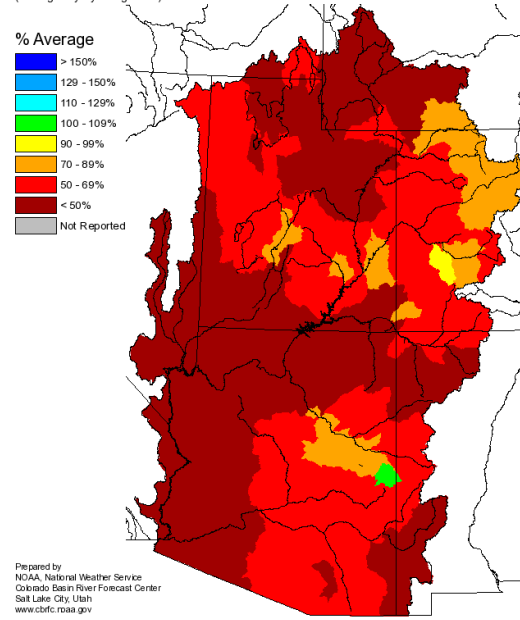 % Average
> 150%
129 - 150%
110 - 129%
100 - 109%
90 - 99%
70 - 89%
50 - 69%
< 50%
Not Reported
Prepared by
NOAA, National Weather Service
Colorado Basin River Forecast Center
Salt Lake City, Utah
www.cbrfc.noaa.gov